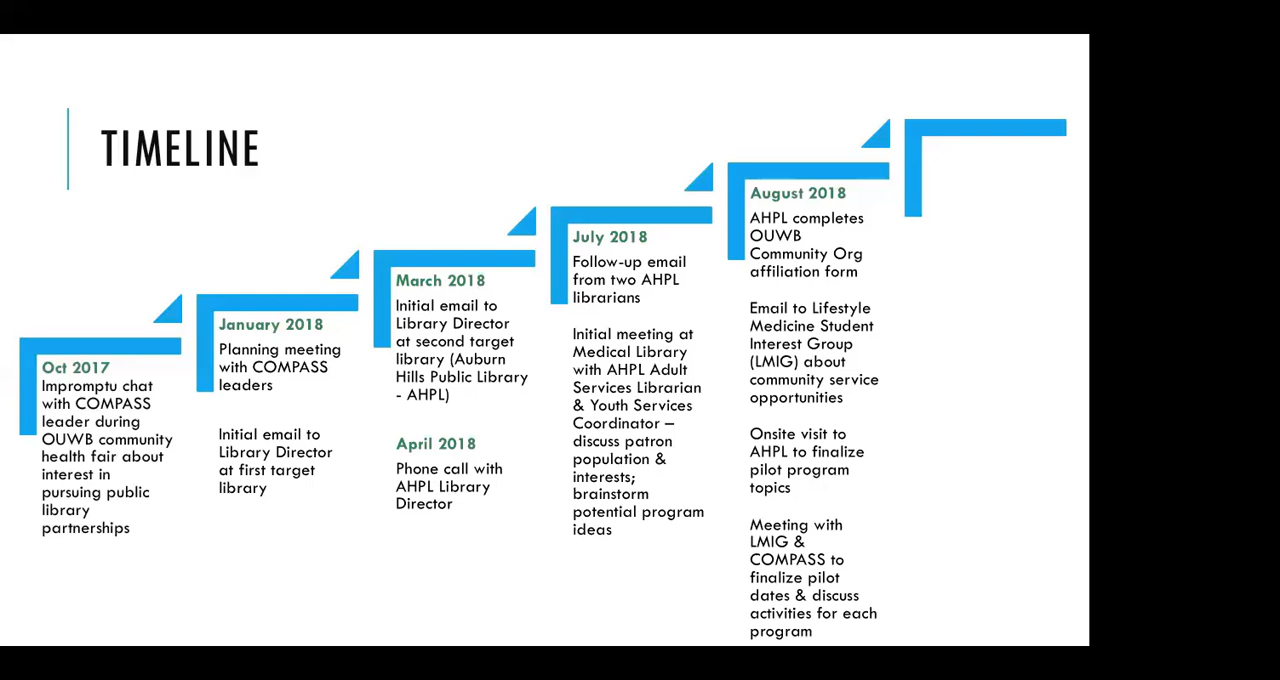 TIMELINE
Oct 2017
Impromptu chat
with COMPASS
leader during
OUWB community
health fair about
interest in
pursuing public
library
partnerships
January 2018
Planning meeting
with COMPASS
leaders
Initial email to
Library Director
at first target
library
March 2018
Initial email to
Library Director
at second target
library (Auburn
Hills Public Library
- AHPL)
April 2018
Phone call with
AHPL Library
Director
July 2018
Follow-up email
from two AHPL
librarians
Initial meeting at
Medical Library
with AHPL Adult
Services Librarian
& Youth Services
Coordinator –
discuss patron
population &
interests;
brainstorm
potential program
ideas
August 2018
AHPL completes
OUWB
Community Org
affiliation form
Email to Lifestyle
Medicine Student
Interest Group
(LMIG) about
community service
opportunities
Onsite visit to
AHPL to finalize
pilot program
topics
Meeting with
LMIG &
COMPASS to
finalize pilot
dates & discuss
activities for each
program